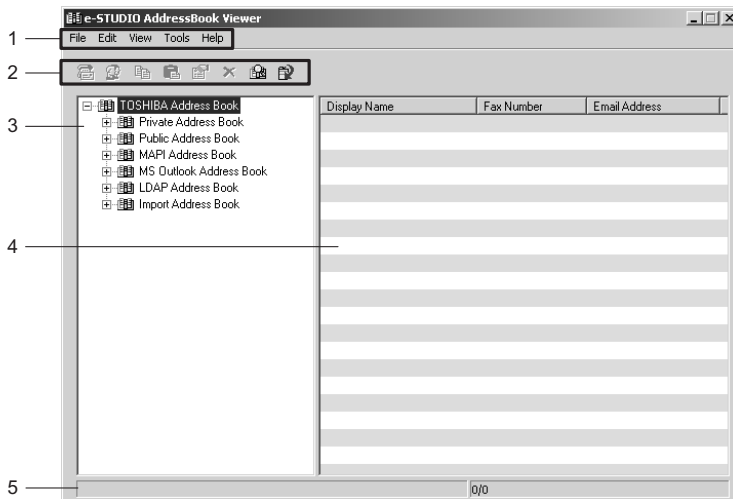 e-STUDIO AddressBook Viewer
1
File Edit View Tools Help
2
3
TOSHIBA Address Book
Private Address Book
Public Address Book
MAPI Address Book
MS Outlook Address Book
LDAP Address Book
Import Address Book
Display Name Fax Number Email Address
4
5
0/0